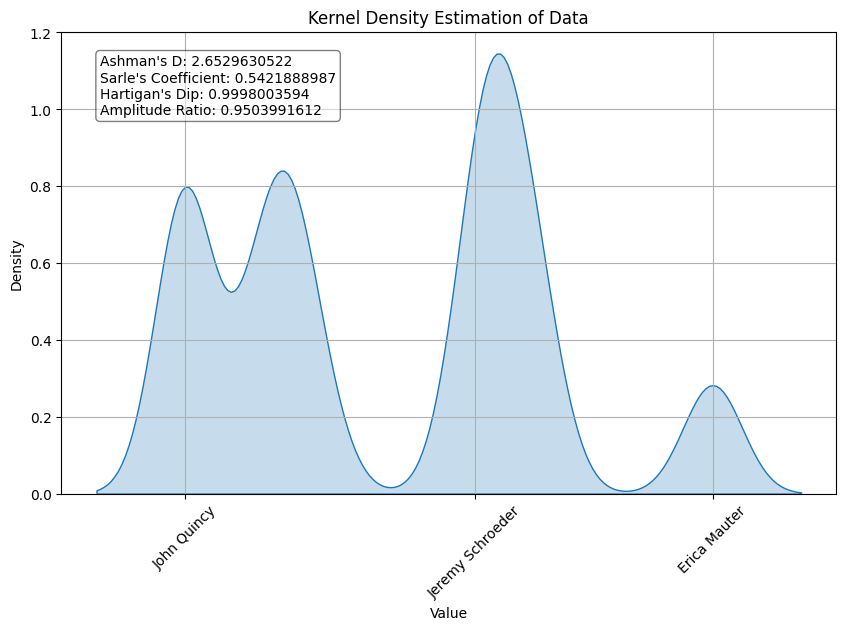 Kernel Density Estimation of Data
1.2
Ashman's D: 2.6529630522
Sarle's Coefficient: 0.5421888987
Hartigan's Dip: 0.9998003594
Amplitude Ratio: 0.9503991612
1.0
0.8
0.6
0.4
0.2
0.0
Density
John Quincy
Jeremy Schroeder
Erica Mauter
Value